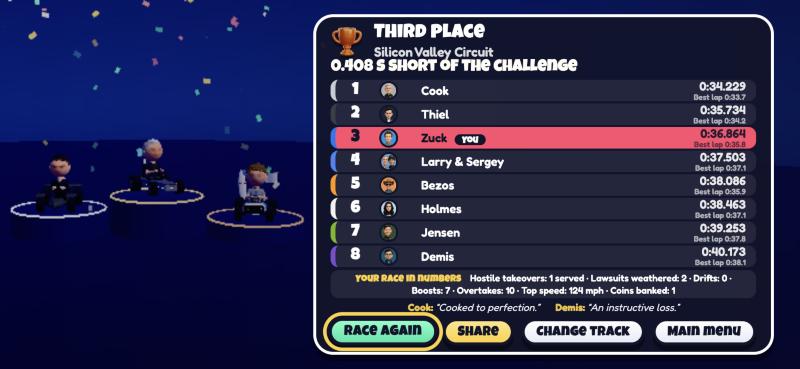 THIRD PLACE
Silicon Valley Circuit
0.408 S SHORT OF THE CHALLENGE
1 Cook 0:34.229
Best lap 0:33.7
2 Thiel 0:35.734
Best lap 0:34.2
3 Zuck YOU 0:36.864
Best lap 0:35.8
4 Larry & Sergey 0:37.503
Best lap 0:37.1
5 Bezos 0:38.086
Best lap 0:35.9
6 Holmes 0:38.463
Best lap 0:37.1
7 Jensen 0:39.253
Best lap 0:37.8
8 Demis 0:40.173
Best lap 0:38.1
YOUR RACE IN NUMBERS Hostile takeovers: 1 served · Lawsuits weathered: 2 · Drifts: 0 ·
Boosts: 7 · Overtakes: 10 · Top speed: 124 mph · Coins banked: 1
Cook: "Cooked to perfection." Demis: "An instructive loss."
RACE AGAIN SHARE CHANGE TRACK MAIN MENU